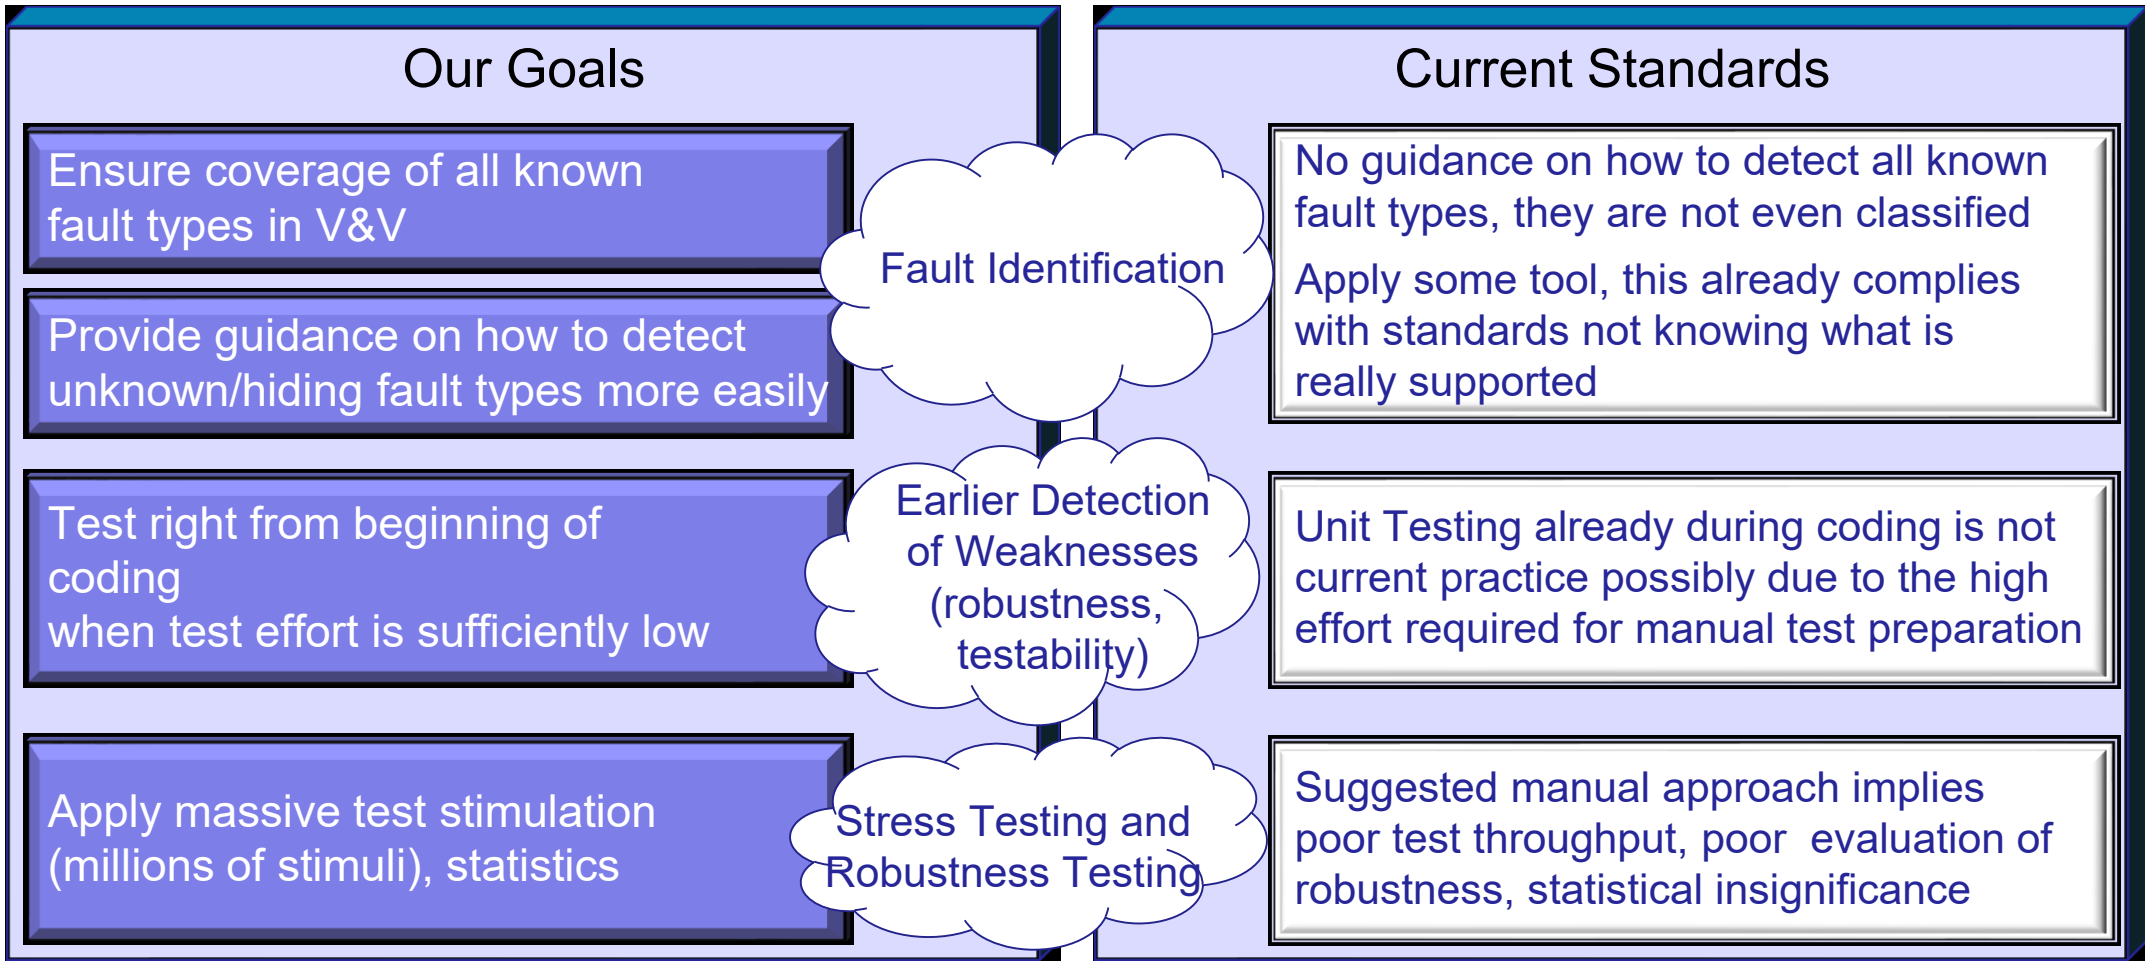 Our Goals
Ensure coverage of all known
fault types in V&V
Provide guidance on how to detect
unknown/hiding fault types more easily
Test right from beginning of
coding
when test effort is sufficiently low
Apply massive test stimulation
(millions of stimuli), statistics
Fault Identification
Earlier Detection
of Weaknesses
(robustness,
testability)
Stress Testing and
Robustness Testing
Current Standards
No guidance on how to detect all known
fault types, they are not even classified
Apply some tool, this already complies
with standards not knowing what is
really supported
Unit Testing already during coding is not
current practice possibly due to the high
effort required for manual test preparation
Suggested manual approach implies
poor test throughput, poor  evaluation of
robustness, statistical insignificance